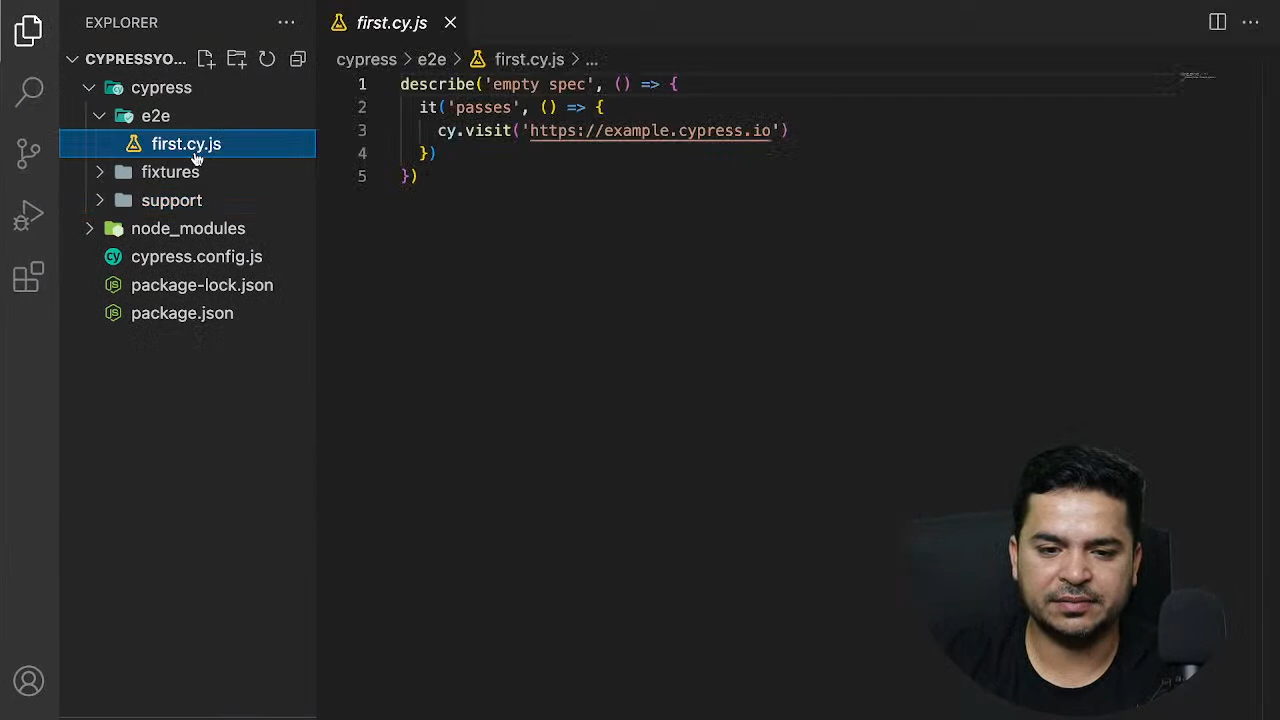 EXPLORER
CYPRESSYO...
cypress
e2e
first.cy.js
fixtures
support
node_modules
cypress.config.js
package-lock.json
package.json
first.cy.js
cypress > e2e > first.cy.js > ...
1 describe('empty spec', () => {
2 it('passes', () => {
3 cy.visit('https://example.cypress.io')
4 })
5 })